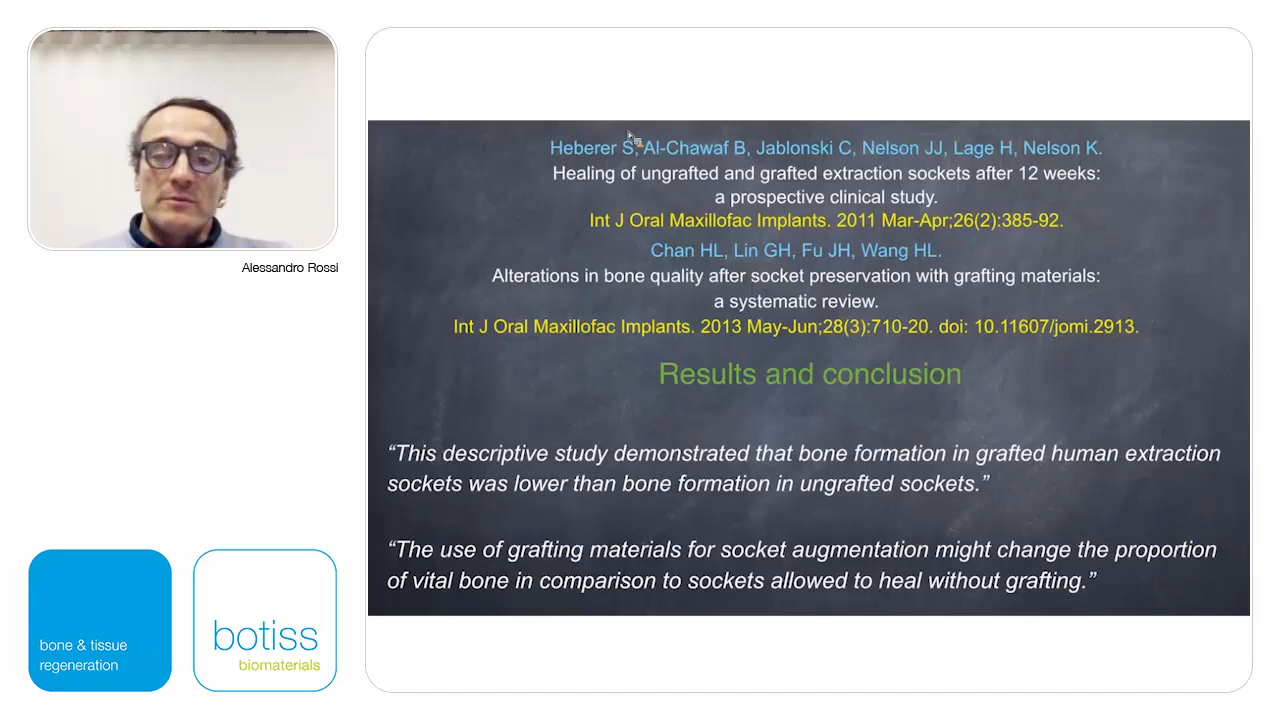 Alessandro Rossi
Heberer S, Al-Chawaf B, Jablonski C, Nelson JJ, Lage H, Nelson K.
Healing of ungrafted and grafted extraction sockets after 12 weeks:
a prospective clinical study.
Int J Oral Maxillofac Implants. 2011 Mar-Apr;26(2):385-92.
Chan HL, Lin GH, Fu JH, Wang HL.
Alterations in bone quality after socket preservation with grafting materials:
a systematic review.
Int J Oral Maxillofac Implants. 2013 May-Jun;28(3):710-20. doi: 10.11607/jomi.2913.
Results and conclusion
“This descriptive study demonstrated that bone formation in grafted human extraction
sockets was lower than bone formation in ungrafted sockets.”
“The use of grafting materials for socket augmentation might change the proportion
of vital bone in comparison to sockets allowed to heal without grafting.”
bone & tissue
regeneration
botiss
biomaterials